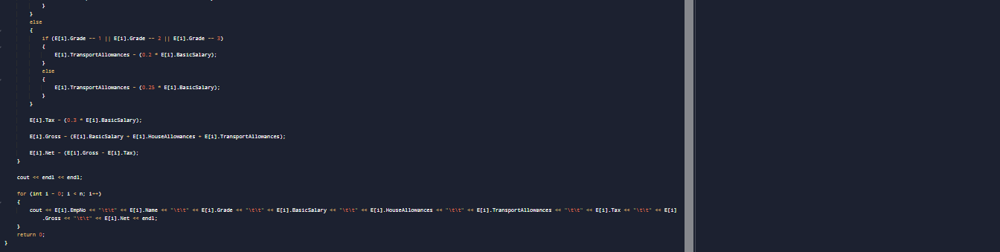 }
}
else
{
if (E[i].Grade == 1 || E[i].Grade == 2 || E[i].Grade == 3)
{
E[i].TransportAllowances = (0.2 * E[i].BasicSalary);
}
else
{
E[i].TransportAllowances = (0.25 * E[i].BasicSalary);
}
}
E[i].Tax = (0.3 * E[i].BasicSalary);
E[i].Gross = (E[i].BasicSalary + E[i].HouseAllowances + E[i].TransportAllowances);
E[i].Net = (E[i].Gross - E[i].Tax);
}
cout << endl << endl;
for (int i = 0; i < n; i++)
{
cout << E[i].EmpNo << "\t\t" << E[i].Name << "\t\t" << E[i].Grade << "\t\t" << E[i].BasicSalary << "\t\t" << E[i].HouseAllowances << "\t\t" << E[i].TransportAllowances << "\t\t" << E[i].Tax << "\t\t" << E[i]
.Gross << "\t\t" << E[i].Net << endl;
}
return 0;
}